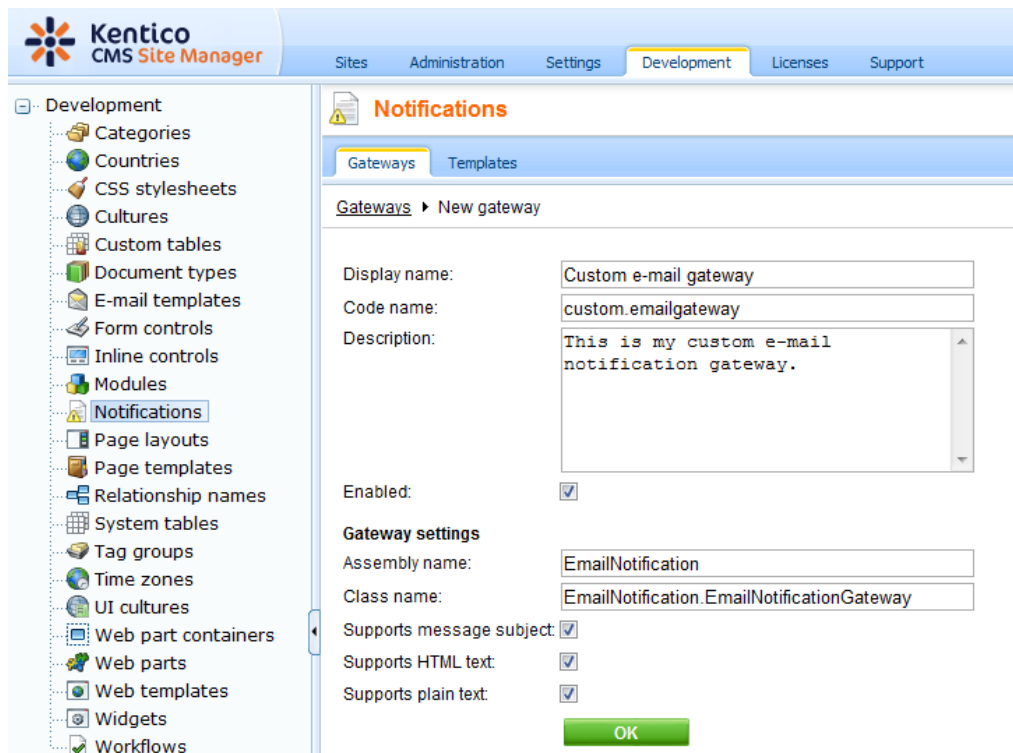 Kentico
CMS Site Manager
Sites Administration Settings Development Licenses Support
Development
Categories
Countries
CSS stylesheets
Cultures
Custom tables
Document types
E-mail templates
Form controls
Inline controls
Modules
Notifications
Page layouts
Page templates
Relationship names
System tables
Tag groups
Time zones
UI cultures
Web part containers
Web parts
Web templates
Widgets
Workflows
Notifications
Gateways Templates
Gateways New gateway
Display name: Custom e-mail gateway
Code name: custom.emailgateway
Description: This is my custom e-mail
notification gateway.
Enabled:
Gateway settings
Assembly name: EmailNotification
Class name: EmailNotification.EmailNotificationGateway
Supports message subject:
Supports HTML text:
Supports plain text:
OK